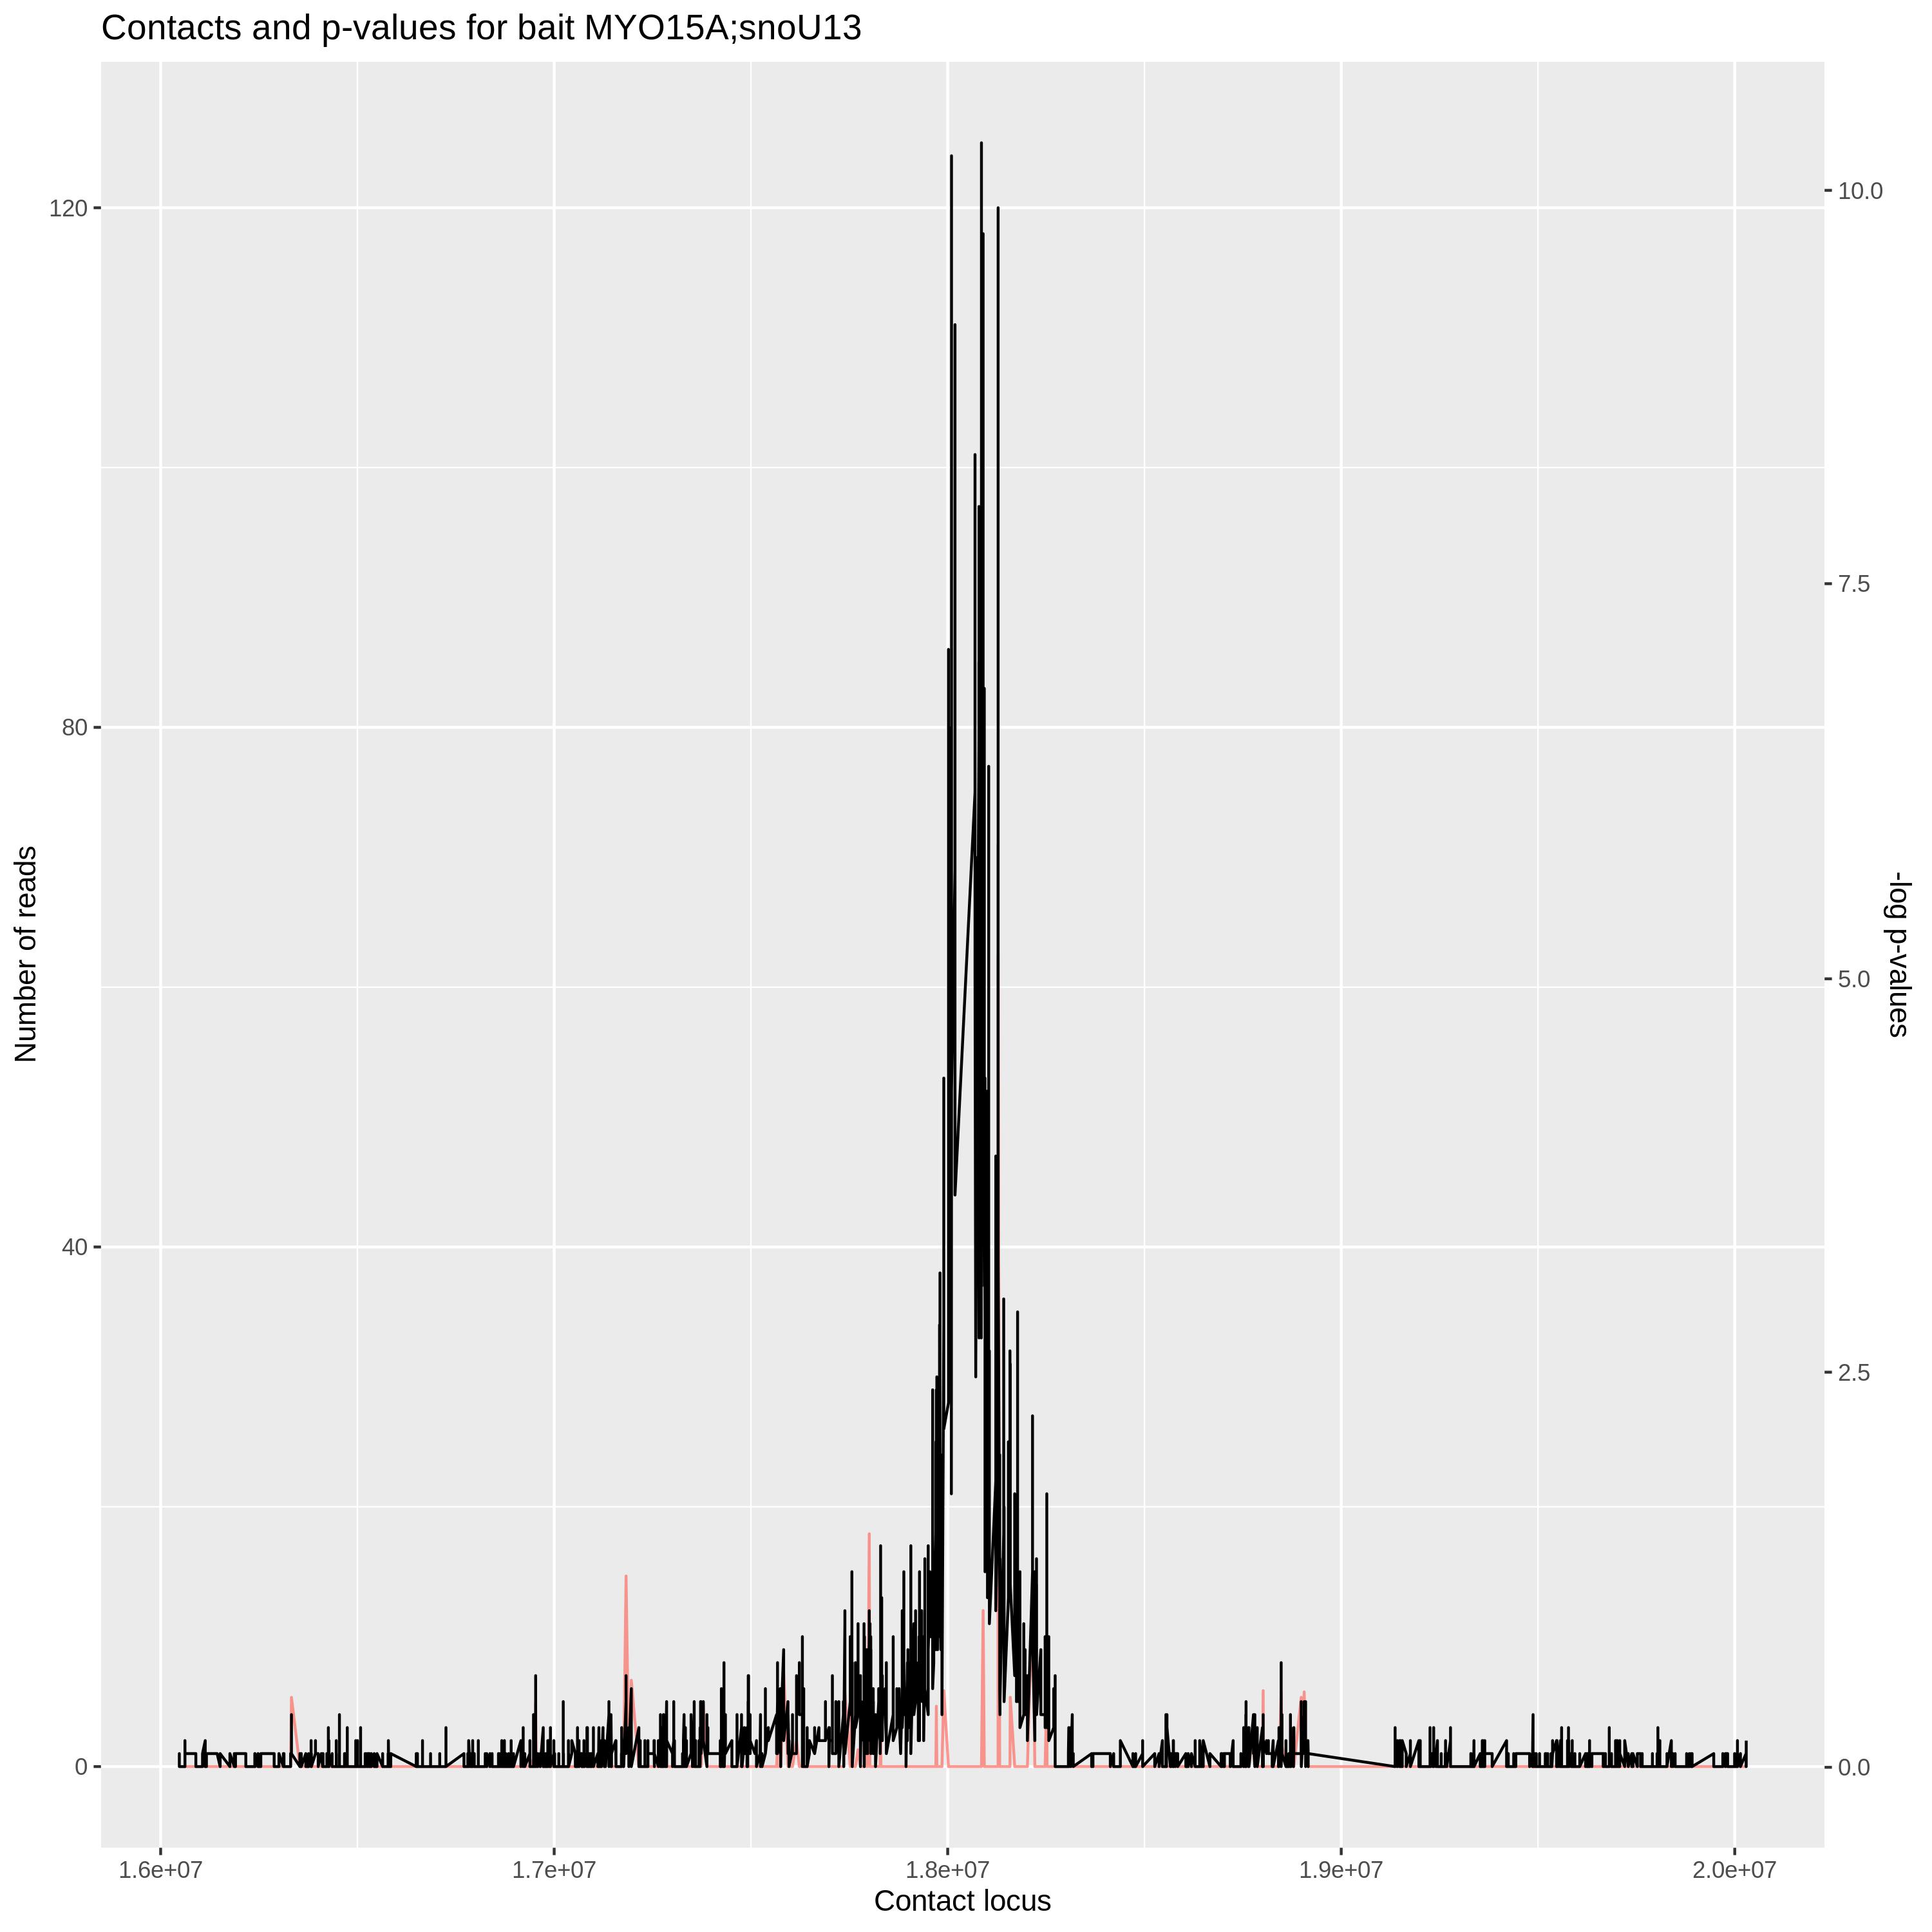 Contacts and p-values for bait MYO15A;snoU13
120
80
40
0
Number of reads
10.0
7.5
5.0
2.5
0.0
-log p-values
1.6e+07
1.7e+07
1.8e+07
1.9e+07
2.0e+07
Contact locus